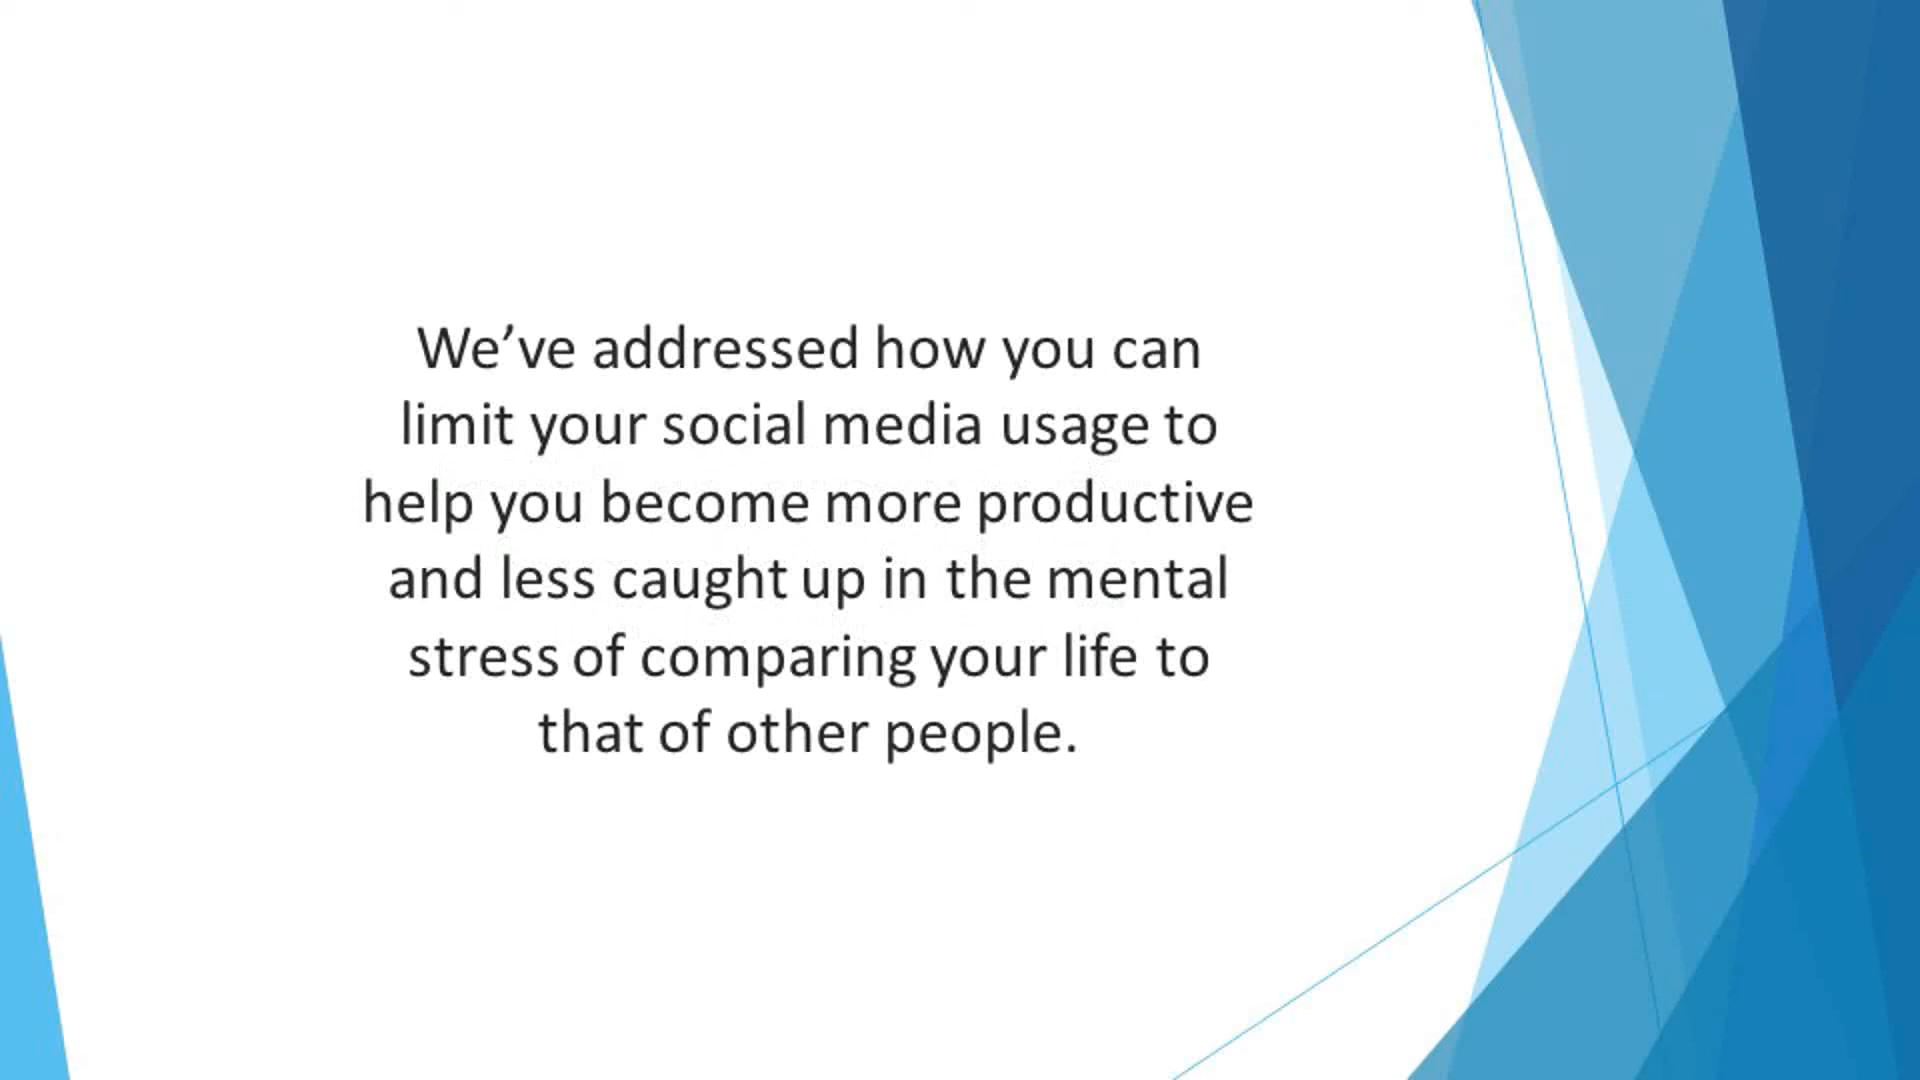 We’ve addressed how you can
limit your social media usage to
help you become more productive
and less caught up in the mental
stress of comparing your life to
that of other people.